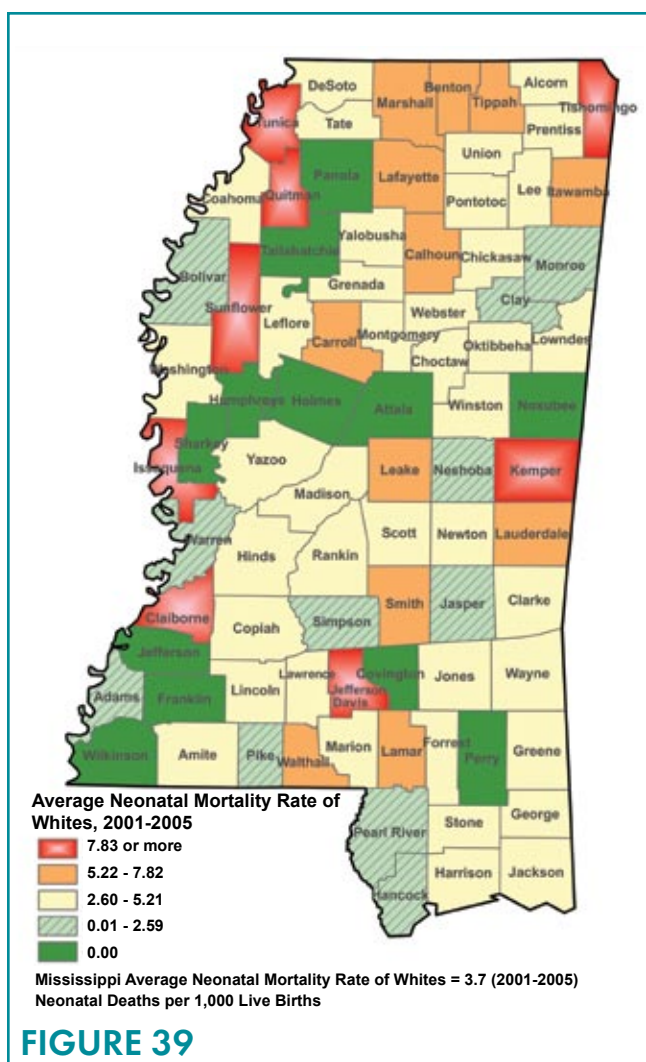 DeSoto
Marshall
Benton
Tippah
Alcorn
Tishomingo
Tunica
Tate
Prentiss
Union
Panola
Lafayette
Lee
Itawamba
Quitman
Coahoma
Pontotoc
Yalobusha
Tallahatchie
Calhoun
Chickasaw
Monroe
Bolivar
Grenada
Clay
Sunflower
Leflore
Webster
Carroll
Montgomery
Oktibbeha
Lowndes
Choctaw
Washington
Humphreys
Holmes
Attala
Winston
Noxubee
Sharkey
Issaquena
Yazoo
Leake
Neshoba
Kemper
Madison
Warren
Scott
Newton
Lauderdale
Hinds
Rankin
Claiborne
Copiah
Simpson
Smith
Jasper
Clarke
Jefferson
Lawrence
Covington
Jones
Wayne
Adams
Franklin
Lincoln
Jefferson
Davis
Wilkinson
Amite
Pike
Walthall
Marion
Lamar
Forrest
Perry
Greene
Pearl River
Stone
George
Hancock
Harrison
Jackson
Average Neonatal Mortality Rate of
Whites, 2001-2005
7.83 or more
5.22 - 7.82
2.60 - 5.21
0.01 - 2.59
0.00
Mississippi Average Neonatal Mortality Rate of Whites = 3.7 (2001-2005)
Neonatal Deaths per 1,000 Live Births
FIGURE 39